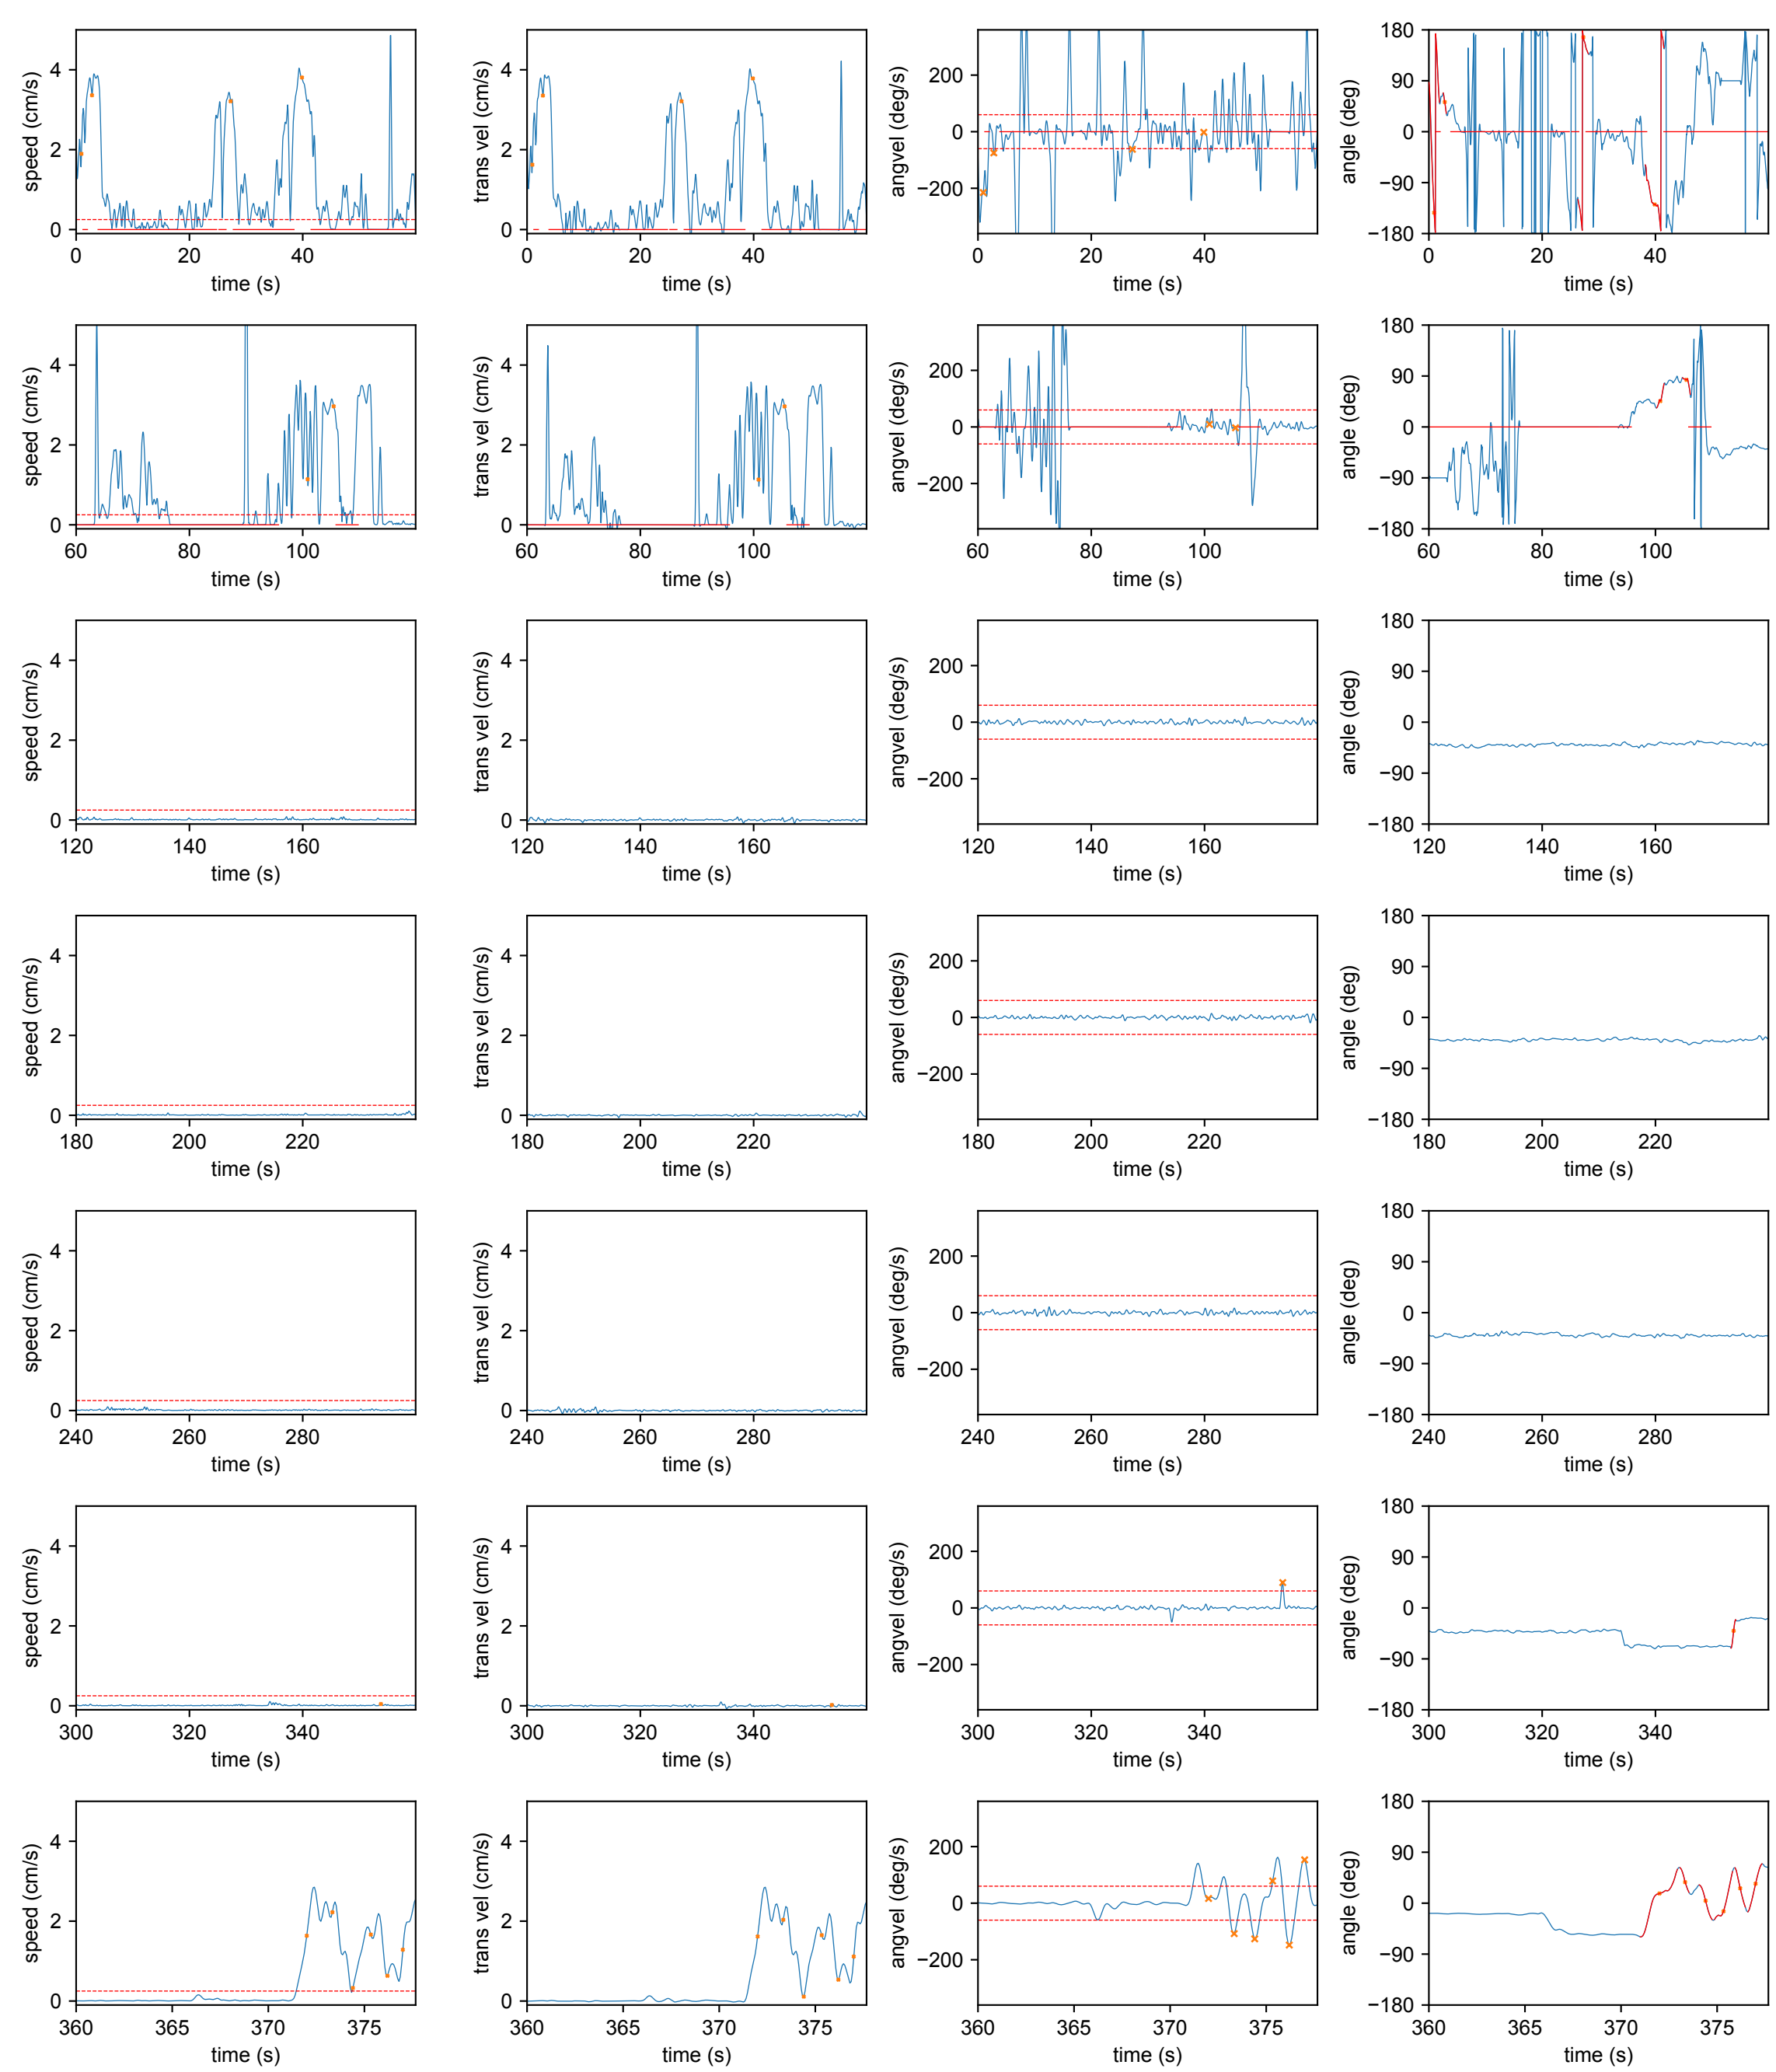 speed (cm/s) 4 2 0 0 20 40 time (s)
trans vel (cm/s) 4 2 0 0 20 40 time (s)
angvel (deg/s) 200 0 −200 0 20 40 time (s)
angle (deg) 180 90 0 −90 −180 0 20 40 time (s)
speed (cm/s) 4 2 0 60 80 100 time (s)
trans vel (cm/s) 4 2 0 60 80 100 time (s)
angvel (deg/s) 200 0 −200 60 80 100 time (s)
angle (deg) 180 90 0 −90 −180 60 80 100 time (s)
speed (cm/s) 4 2 0 120 140 160 time (s)
trans vel (cm/s) 4 2 0 120 140 160 time (s)
angvel (deg/s) 200 0 −200 120 140 160 time (s)
angle (deg) 180 90 0 −90 −180 120 140 160 time (s)
speed (cm/s) 4 2 0 180 200 220 time (s)
trans vel (cm/s) 4 2 0 180 200 220 time (s)
angvel (deg/s) 200 0 −200 180 200 220 time (s)
angle (deg) 180 90 0 −90 −180 180 200 220 time (s)
speed (cm/s) 4 2 0 240 260 280 time (s)
trans vel (cm/s) 4 2 0 240 260 280 time (s)
angvel (deg/s) 200 0 −200 240 260 280 time (s)
angle (deg) 180 90 0 −90 −180 240 260 280 time (s)
speed (cm/s) 4 2 0 300 320 340 time (s)
trans vel (cm/s) 4 2 0 300 320 340 time (s)
angvel (deg/s) 200 0 −200 300 320 340 time (s)
angle (deg) 180 90 0 −90 −180 300 320 340 time (s)
speed (cm/s) 4 2 0 360 365 370 375 time (s)
trans vel (cm/s) 4 2 0 360 365 370 375 time (s)
angvel (deg/s) 200 0 −200 360 365 370 375 time (s)
angle (deg) 180 90 0 −90 −180 360 365 370 375 time (s)